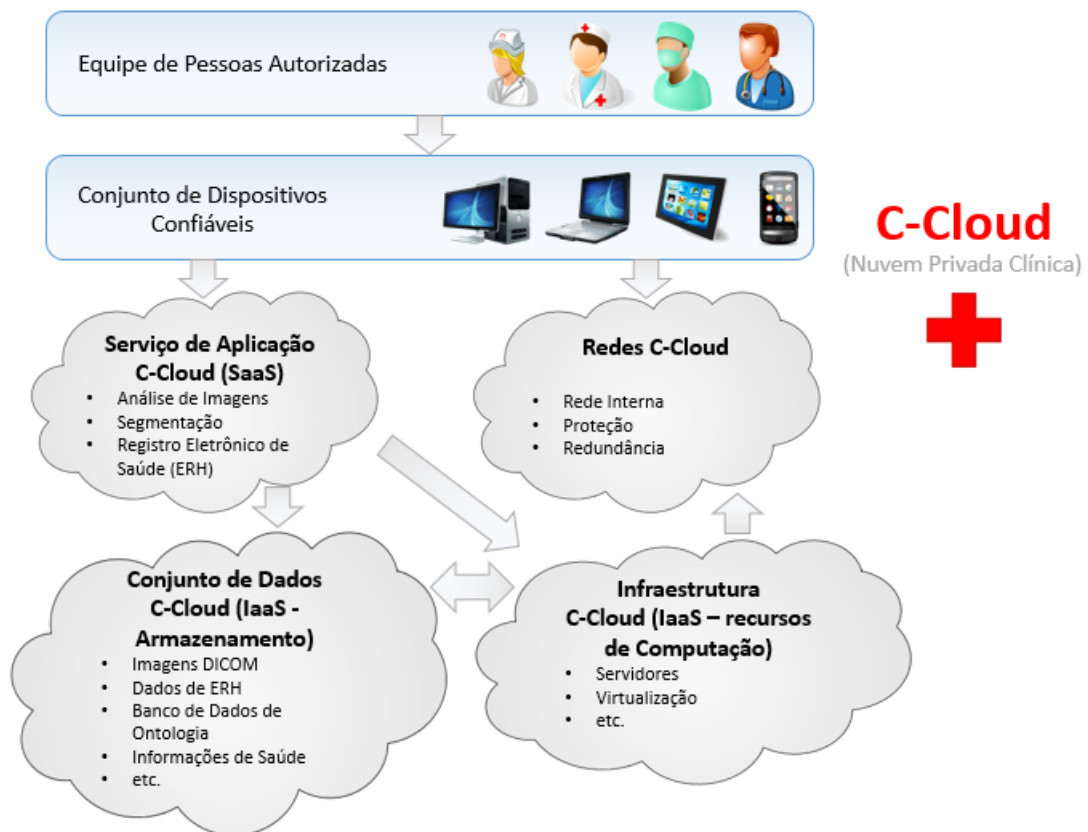 Equipe de Pessoas Autorizadas
Conjunto de Dispositivos
Confiáveis
C-Cloud
(Nuvem Privada Clínica)
Serviço de Aplicação
C-Cloud (SaaS)
• Análise de Imagens
• Segmentação
• Registro Eletrônico de
Saúde (ERH)
Redes C-Cloud
• Rede Interna
• Proteção
• Redundância
Conjunto de Dados
C-Cloud (IaaS -
Armazenamento)
• Imagens DICOM
• Dados de ERH
• Banco de Dados de
Ontologia
• Informações de Saúde
• etc.
Infraestrutura
C-Cloud (IaaS – recursos
de Computação)
• Servidores
• Virtualização
• etc.